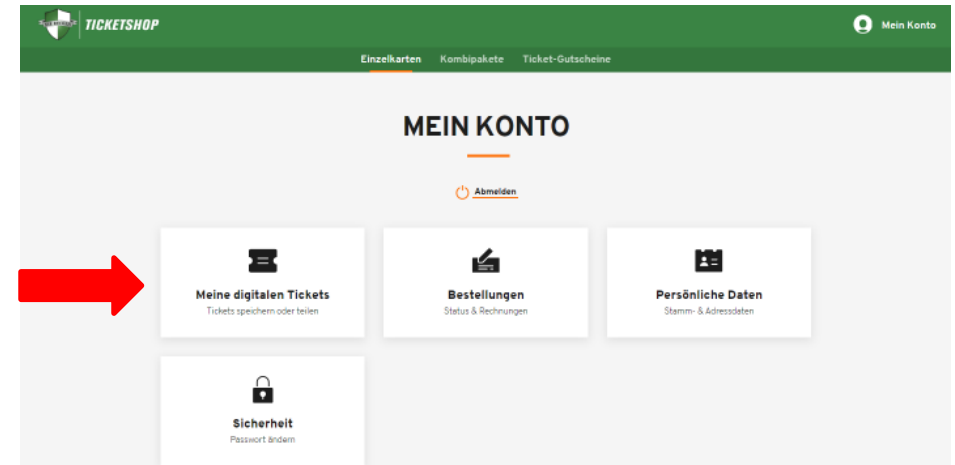 TICKETSHOP
Mein Konto
Einzelkarten Kombipakete Ticket-Gutscheine
MEIN KONTO
Abmelden
Meine digitalen Tickets
Tickets speichern oder teilen
Bestellungen
Status & Rechnungen
Persönliche Daten
Stamm- & Adressdaten
Sicherheit
Passwort ändern